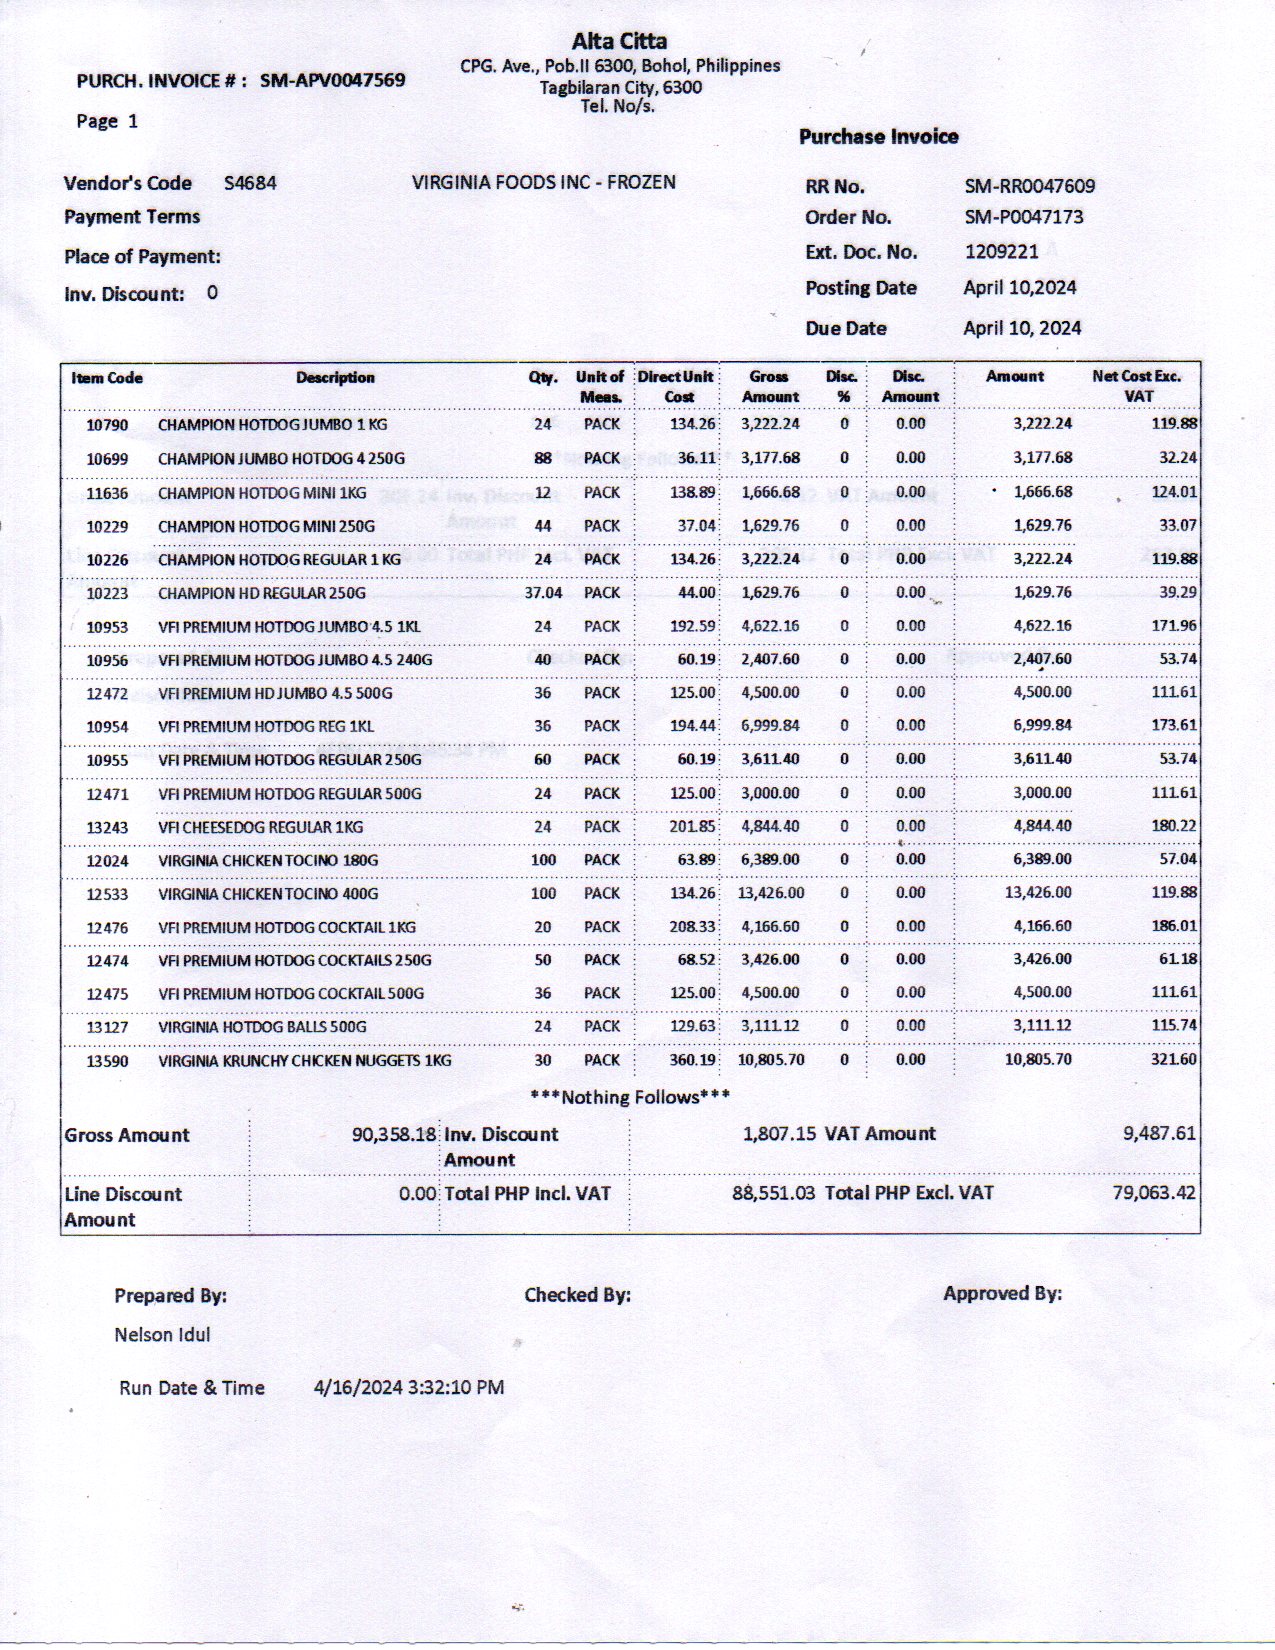 Alta Citta
CPG. Ave., Pob.II 6300, Bohol, Philippines
PURCH. INVOICE # : SM-APV0047569
Tagbilaran City, 6300
Tel. No/s.
Page 1
Purchase Invoice
Vendor's Code S4684 VIRGINIA FOODS INC - FROZEN
RR No. SM-RR0047609
Payment Terms
Order No. SM-P0047173
Place of Payment:
Ext. Doc. No. 1209221
Inv. Discount: 0
Posting Date April 10,2024
Due Date April 10, 2024
Item Code Description Qty. Unit of Meas. Direct Unit Cost Gross Amount Disc. % Disc. Amount Amount Net Cost Exc. VAT
10790 CHAMPION HOTDOG JUMBO 1 KG 24 PACK 134.26 3,222.24 0 0.00 3,222.24 119.88
10699 CHAMPION JUMBO HOTDOG 4 250G 88 PACK 36.11 3,177.68 0 0.00 3,177.68 32.24
11636 CHAMPION HOTDOG MINI 1KG 12 PACK 138.89 1,666.68 0 0.00 1,666.68 124.01
10229 CHAMPION HOTDOG MINI 250G 44 PACK 37.04 1,629.76 0 0.00 1,629.76 33.07
10226 CHAMPION HOTDOG REGULAR 1 KG 24 PACK 134.26 3,222.24 0 0.00 3,222.24 119.88
10223 CHAMPION HD REGULAR 250G 37.04 PACK 44.00 1,629.76 0 0.00 1,629.76 39.29
10953 VFI PREMIUM HOTDOG JUMBO 4.5 1KL 24 PACK 192.59 4,622.16 0 0.00 4,622.16 171.96
10956 VFI PREMIUM HOTDOG JUMBO 4.5 240G 40 PACK 60.19 2,407.60 0 0.00 2,407.60 53.74
12472 VFI PREMIUM HD JUMBO 4.5 500G 36 PACK 125.00 4,500.00 0 0.00 4,500.00 111.61
10954 VFI PREMIUM HOTDOG REG 1KL 36 PACK 194.44 6,999.84 0 0.00 6,999.84 173.61
10955 VFI PREMIUM HOTDOG REGULAR 250G 60 PACK 60.19 3,611.40 0 0.00 3,611.40 53.74
12471 VFI PREMIUM HOTDOG REGULAR 500G 24 PACK 125.00 3,000.00 0 0.00 3,000.00 111.61
13243 VFI CHEESEDOG REGULAR 1KG 24 PACK 201.85 4,844.40 0 0.00 4,844.40 180.22
12024 VIRGINIA CHICKEN TOCINO 180G 100 PACK 63.89 6,389.00 0 0.00 6,389.00 57.04
12533 VIRGINIA CHICKEN TOCINO 400G 100 PACK 134.26 13,426.00 0 0.00 13,426.00 119.88
12476 VFI PREMIUM HOTDOG COCKTAIL 1KG 20 PACK 208.33 4,166.60 0 0.00 4,166.60 186.01
12474 VFI PREMIUM HOTDOG COCKTAILS 250G 50 PACK 68.52 3,426.00 0 0.00 3,426.00 61.18
12475 VFI PREMIUM HOTDOG COCKTAIL 500G 36 PACK 125.00 4,500.00 0 0.00 4,500.00 111.61
13127 VIRGINIA HOTDOG BALLS 500G 24 PACK 129.63 3,111.12 0 0.00 3,111.12 115.74
13590 VIRGINIA KRUNCHY CHICKEN NUGGETS 1KG 30 PACK 360.19 10,805.70 0 0.00 10,805.70 321.60
***Nothing Follows***
Gross Amount 90,358.18 Inv. Discount Amount 1,807.15 VAT Amount 9,487.61
Line Discount Amount 0.00 Total PHP Incl. VAT 88,551.03 Total PHP Excl. VAT 79,063.42
Prepared By: Checked By: Approved By:
Nelson Idul
Run Date & Time 4/16/2024 3:32:10 PM